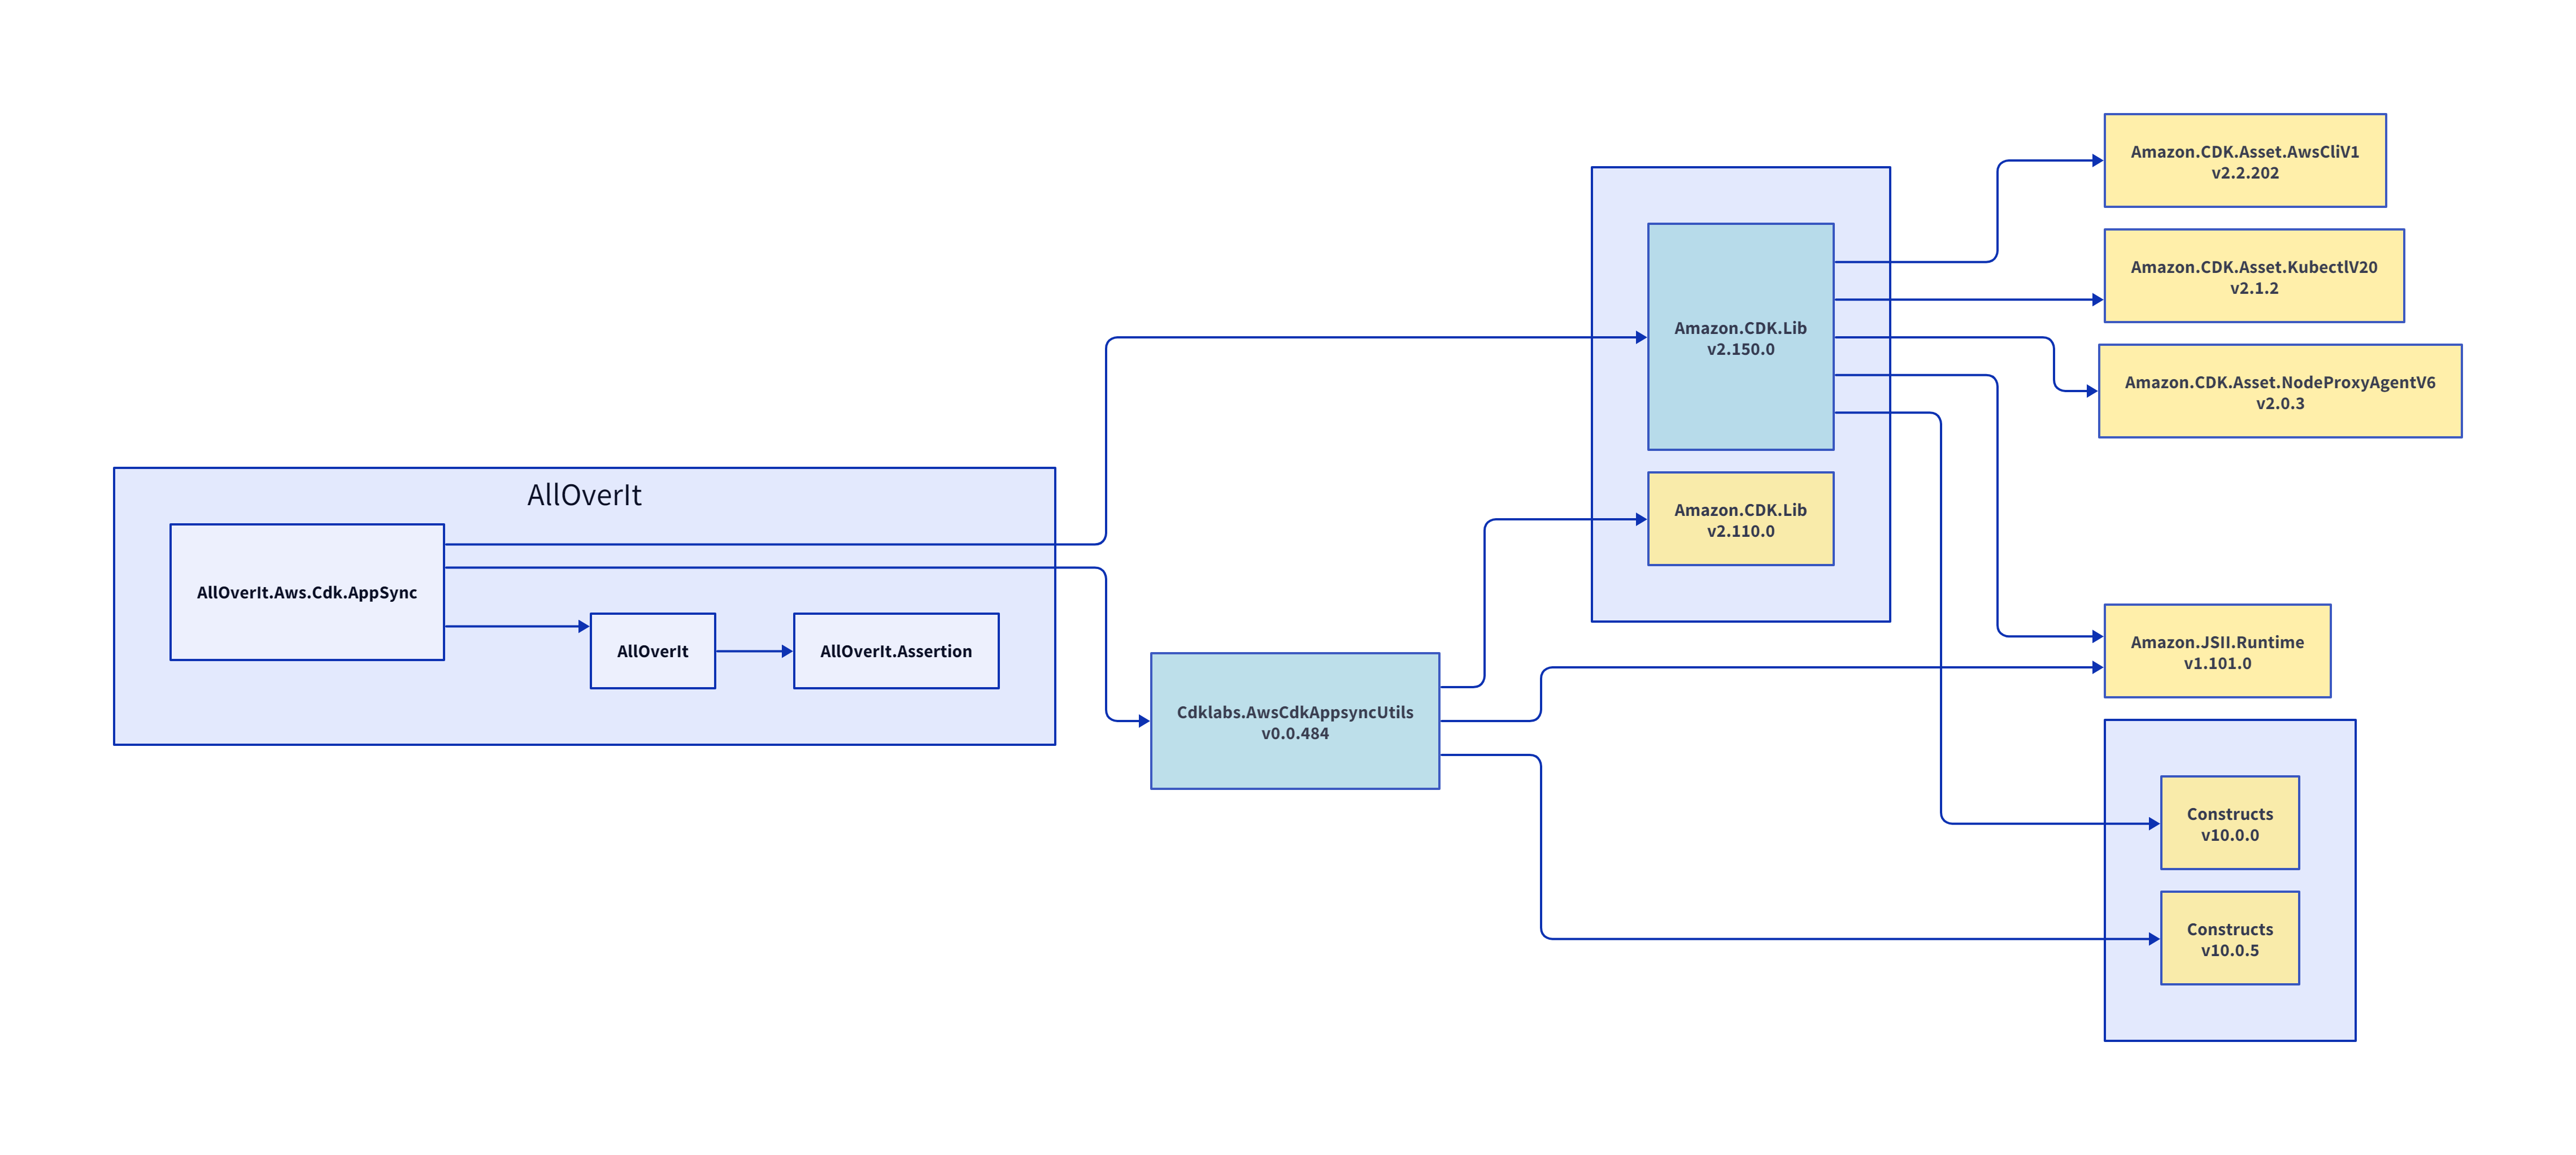 AllOverIt
AllOverIt.Aws.Cdk.AppSync
AllOverIt
AllOverIt.Assertion
Cdklabs.AwsCdkAppsyncUtils
v0.0.484
Amazon.CDK.Lib
v2.150.0
Amazon.CDK.Lib
v2.110.0
Amazon.CDK.Asset.AwsCliV1
v2.2.202
Amazon.CDK.Asset.KubectlV20
v2.1.2
Amazon.CDK.Asset.NodeProxyAgentV6
v2.0.3
Amazon.JSII.Runtime
v1.101.0
Constructs
v10.0.0
Constructs
v10.0.5